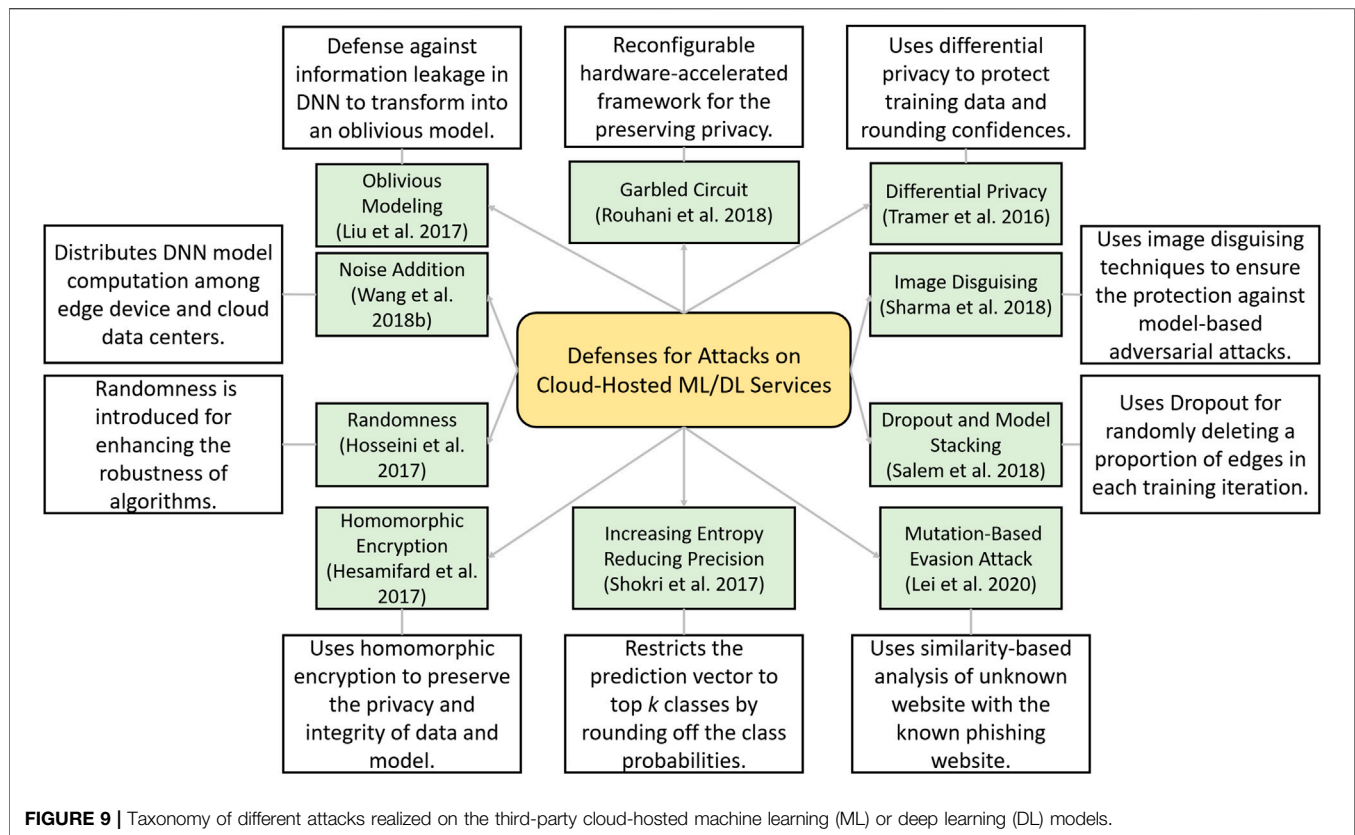 Defense against
information leakage in
DNN to transform into
an oblivious model.
Reconfigurable
hardware-accelerated
framework for the
preserving privacy.
Uses differential
privacy to protect
training data and
rounding confidences.
Oblivious
Modeling
(Liu et al. 2017)
Garbled Circuit
(Rouhani et al. 2018)
Differential Privacy
(Tramer et al. 2016)
Distributes DNN model
computation among
edge device and cloud
data centers.
Noise Addition
(Wang et al.
2018b)
Image Disguising
(Sharma et al. 2018)
Uses image disguising
techniques to ensure
the protection against
model-based
adversarial attacks.
Defenses for Attacks on
Cloud-Hosted ML/DL Services
Randomness is
introduced for
enhancing the
robustness of
algorithms.
Randomness
(Hosseini et al.
2017)
Dropout and Model
Stacking
(Salem et al. 2018)
Uses Dropout for
randomly deleting a
proportion of edges in
each training iteration.
Homomorphic
Encryption
(Hesamifard et al.
2017)
Increasing Entropy
Reducing Precision
(Shokri et al. 2017)
Mutation-Based
Evasion Attack
(Lei et al. 2020)
Uses homomorphic
encryption to preserve
the privacy and
integrity of data and
model.
Restricts the
prediction vector to
top k classes by
rounding off the class
probabilities.
Uses similarity-based
analysis of unknown
website with the
known phishing
website.
FIGURE 9 | Taxonomy of different attacks realized on the third-party cloud-hosted machine learning (ML) or deep learning (DL) models.